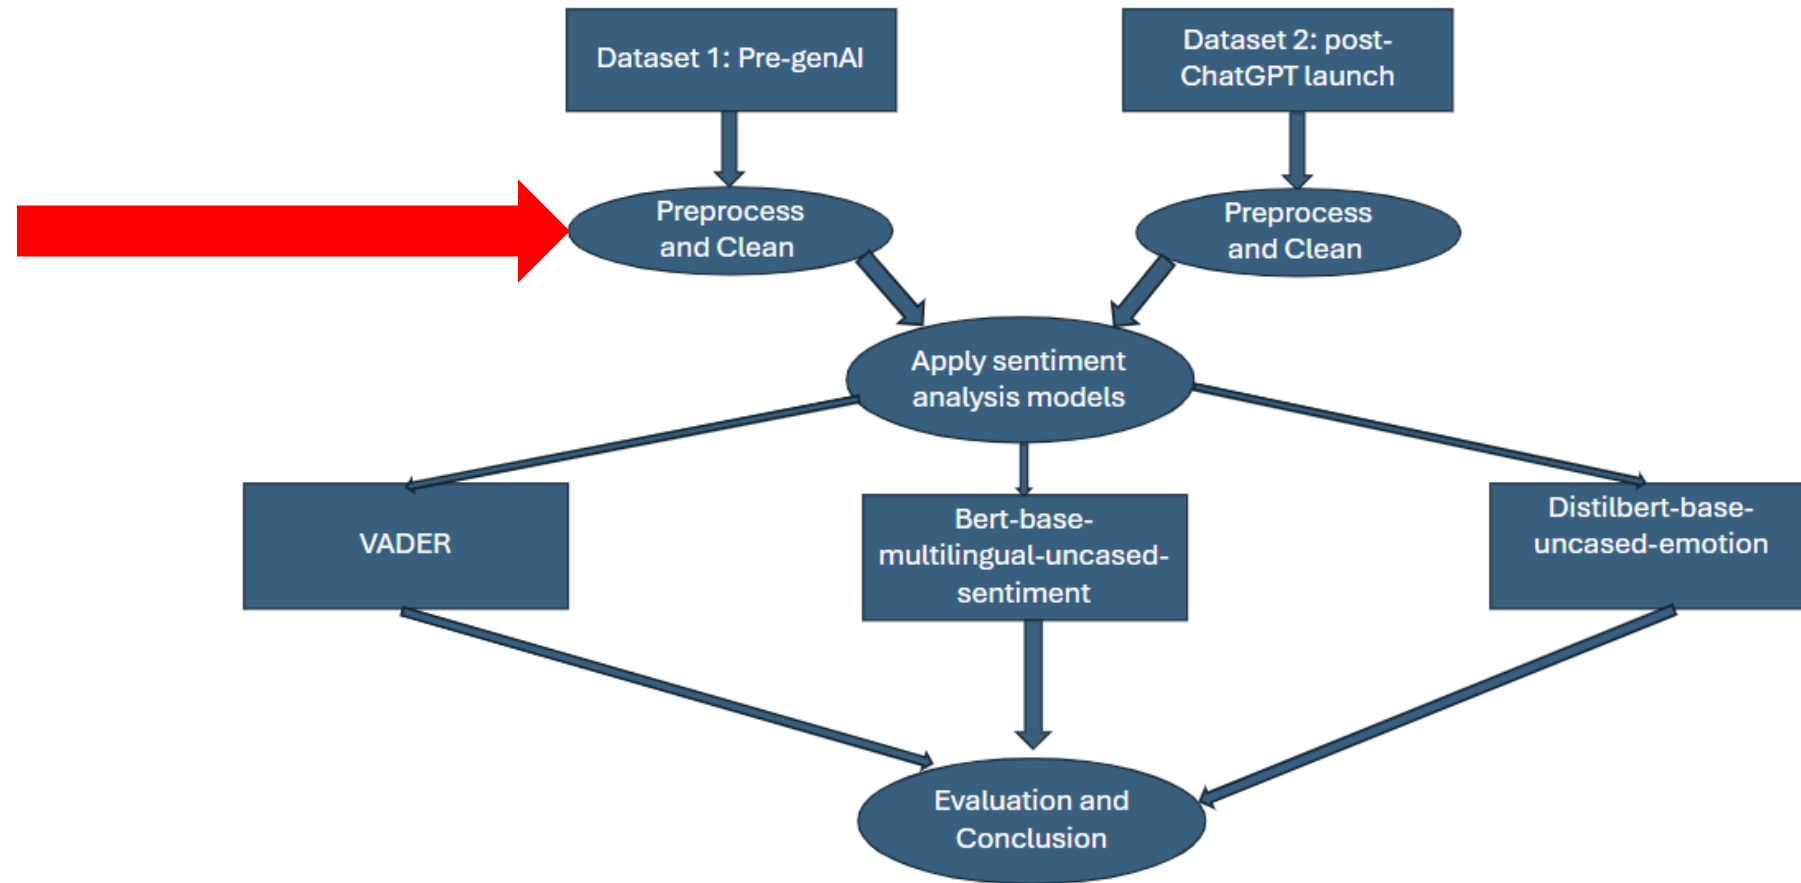 Dataset 1: Pre-genAI
Dataset 2: post-
ChatGPT launch
Preprocess
and Clean
Preprocess
and Clean
Apply sentiment
analysis models
VADER
Bert-base-
multilingual-uncased-
sentiment
Distilbert-base-
uncased-emotion
Evaluation and
Conclusion